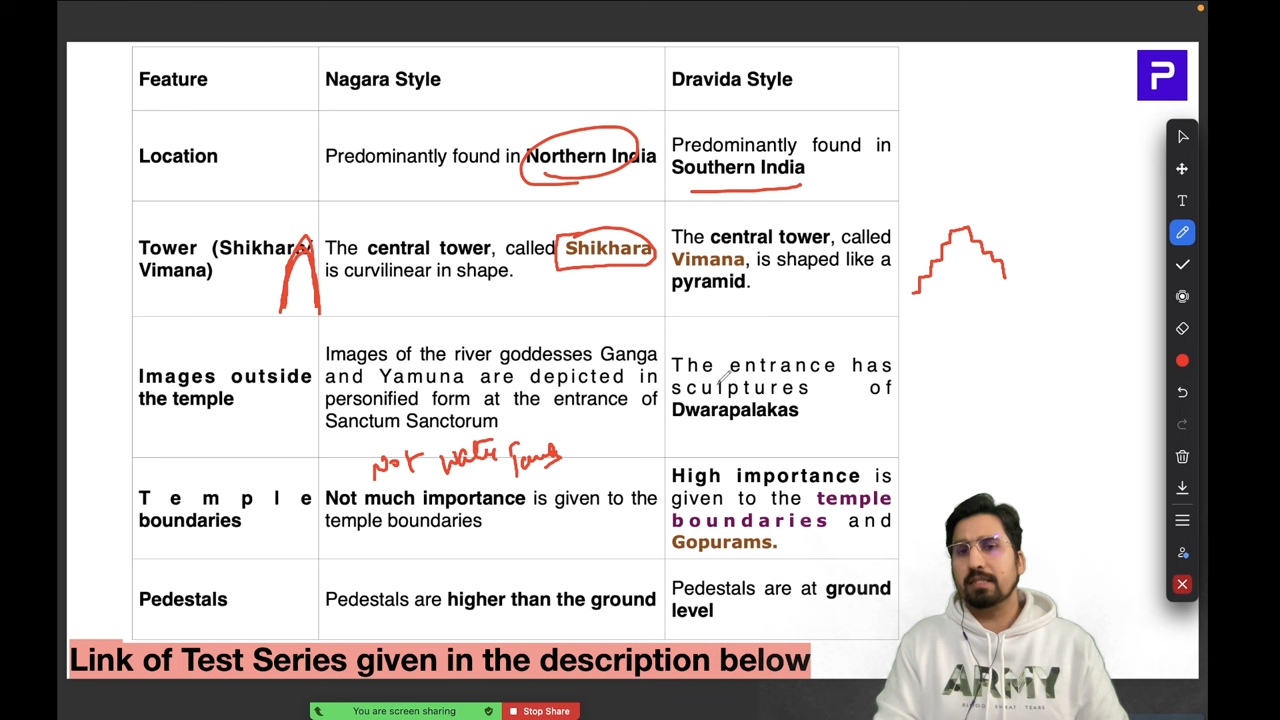 Feature
Nagara Style
Dravida Style
Location
Predominantly found in Northern India
Predominantly found in
Southern India
Tower (Shikhara/
Vimana)
The central tower, called Shikhara
is curvilinear in shape.
The central tower, called
Vimana, is shaped like a
pyramid.
Images outside
the temple
Images of the river goddesses Ganga
and Yamuna are depicted in
personified form at the entrance of
Sanctum Sanctorum
The entrance has
sculptures of
Dwarapalakas
Not water
Temple
boundaries
Not much importance is given to the
temple boundaries
High importance is
given to the temple
boundaries and
Gopurams.
Pedestals
Pedestals are higher than the ground
Pedestals are at ground
level
Link of Test Series given in the description below
You are screen sharing
Stop Share
P
T
ARMY
BLOOD SWEAT TEARS